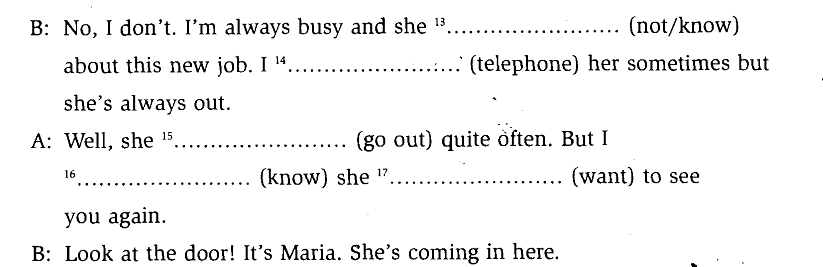 B: No, I don't. I'm always busy and she ¹³........................ (not/know)
about this new job. I ¹⁴........................ (telephone) her sometimes but
she's always out.
A: Well, she ¹⁵........................ (go out) quite often. But I
¹⁶........................ (know) she ¹⁷........................ (want) to see
you again.
B: Look at the door! It's Maria. She's coming in here.